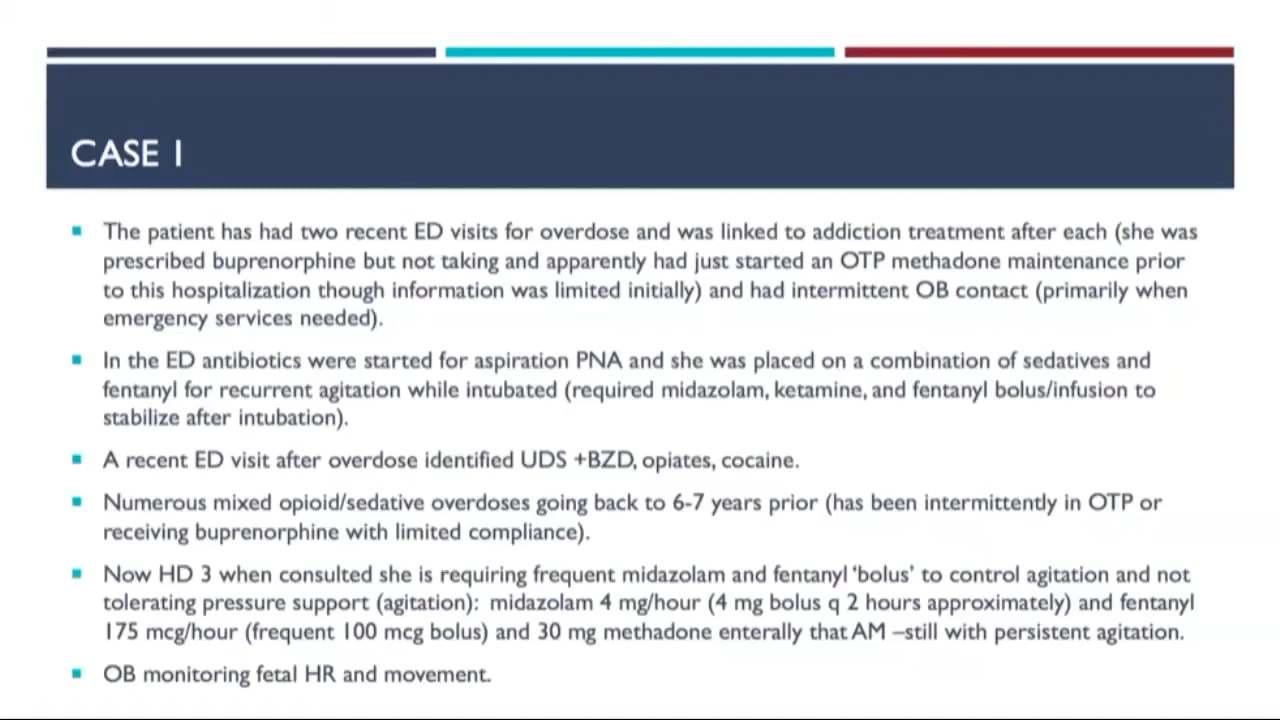 CASE 1
The patient has had two recent ED visits for overdose and was linked to addiction treatment after each (she was
prescribed buprenorphine but not taking and apparently had just started an OTP methadone maintenance prior
to this hospitalization though information was limited initially) and had intermittent OB contact (primarily when
emergency services needed).
In the ED antibiotics were started for aspiration PNA and she was placed on a combination of sedatives and
fentanyl for recurrent agitation while intubated (required midazolam, ketamine, and fentanyl bolus/infusion to
stabilize after intubation).
A recent ED visit after overdose identified UDS +BZD, opiates, cocaine.
Numerous mixed opioid/sedative overdoses going back to 6-7 years prior (has been intermittently in OTP or
receiving buprenorphine with limited compliance).
Now HD 3 when consulted she is requiring frequent midazolam and fentanyl ‘bolus’ to control agitation and not
tolerating pressure support (agitation): midazolam 4 mg/hour (4 mg bolus q 2 hours approximately) and fentanyl
175 mcg/hour (frequent 100 mcg bolus) and 30 mg methadone enterally that AM –still with persistent agitation.
OB monitoring fetal HR and movement.